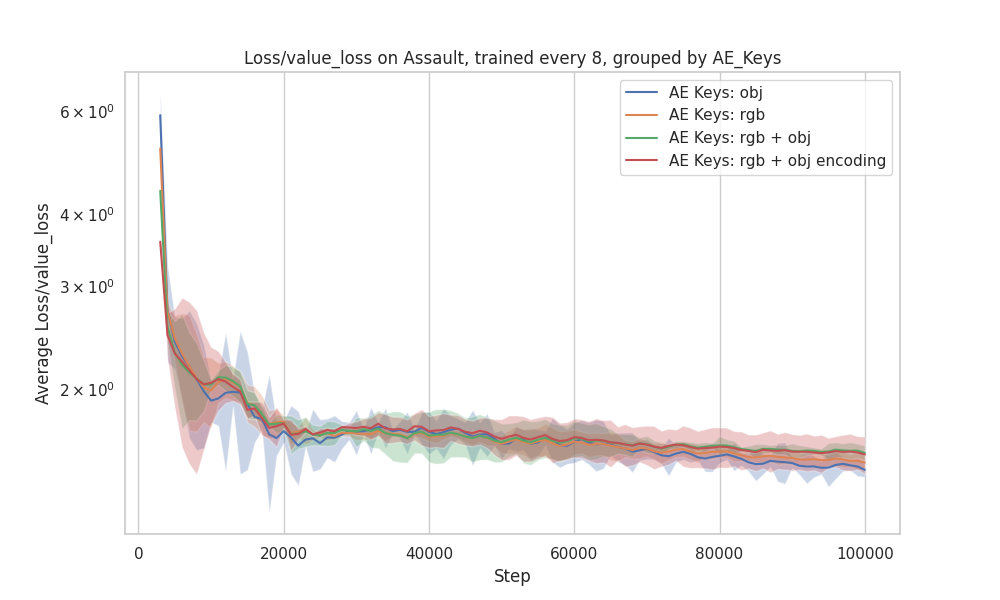 Loss/value_loss on Assault, trained every 8, grouped by AE_Keys
AE Keys: obj
AE Keys: rgb
AE Keys: rgb + obj
AE Keys: rgb + obj encoding
6 × 10⁰
4 × 10⁰
3 × 10⁰
2 × 10⁰
Average Loss/value_loss
0
20000
40000
60000
80000
100000
Step